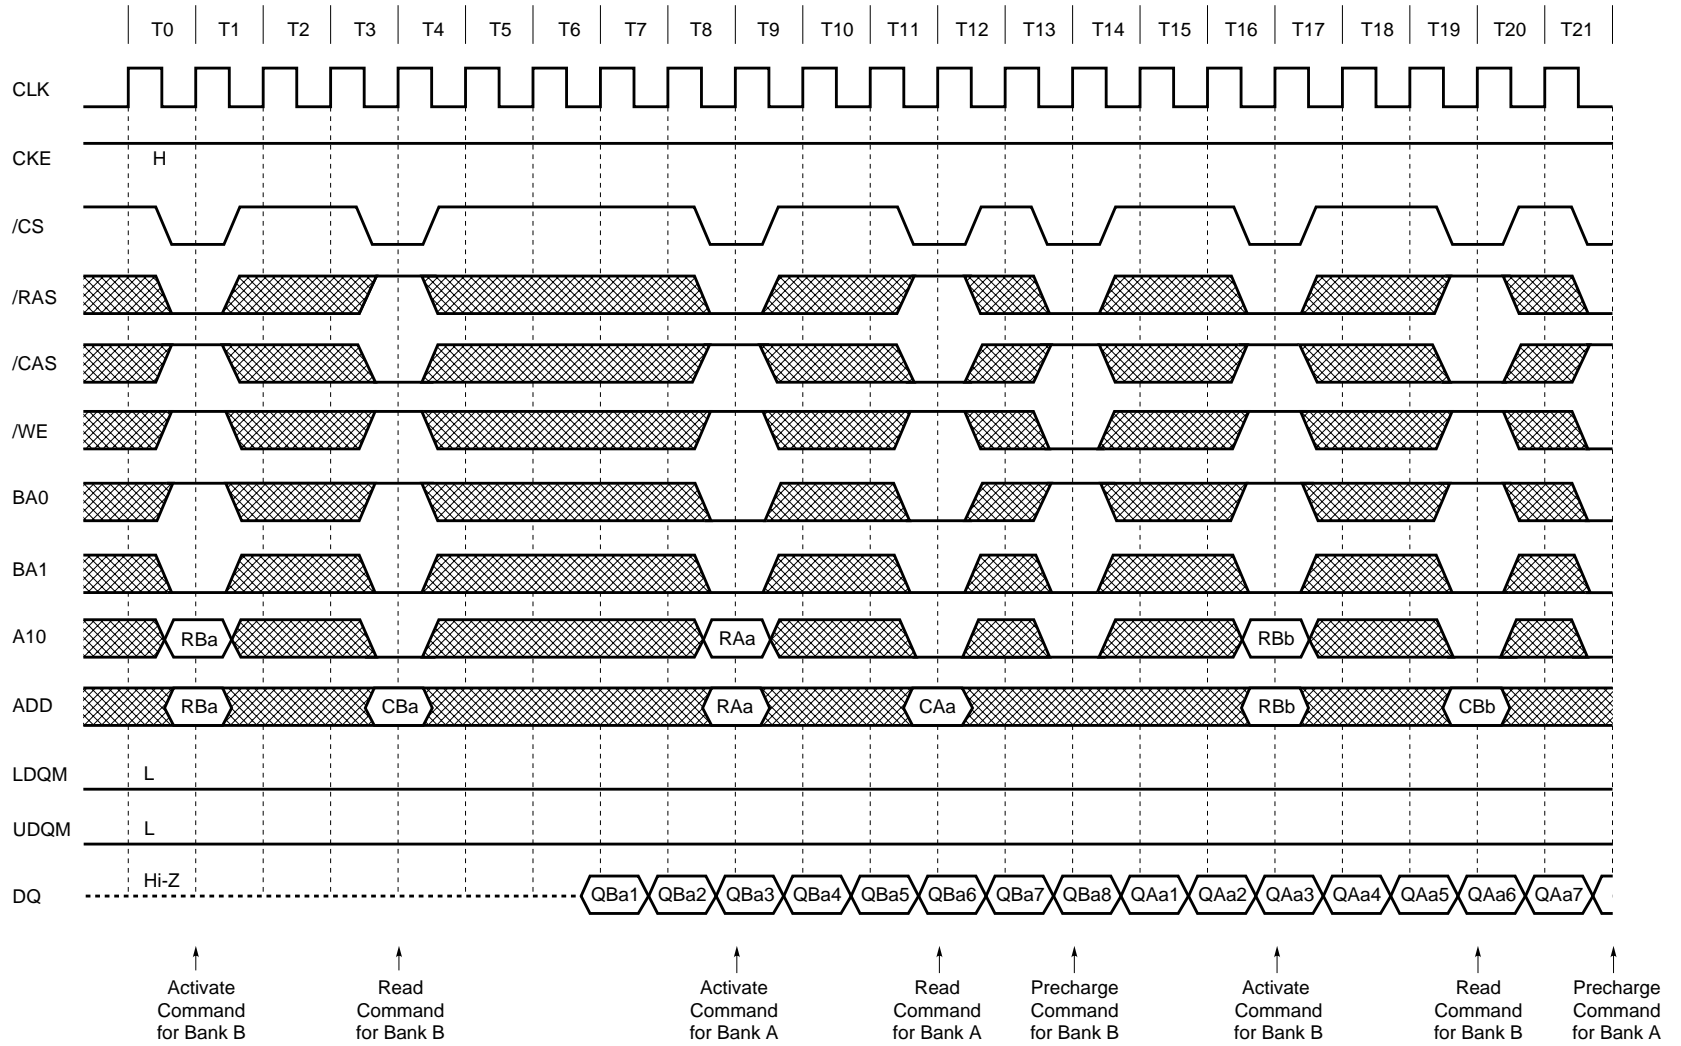 T0 T1 T2 T3 T4 T5 T6 T7 T8 T9 T10 T11 T12 T13 T14 T15 T16 T17 T18 T19 T20 T21
CLK
CKE H
/CS
/RAS
/CAS
/WE
BA0
BA1
A10 RBa RAa RBb
ADD RBa CBa RAa CAa RBb CBb
LDQM L
UDQM L
DQ Hi-Z QBa1 QBa2 QBa3 QBa4 QBa5 QBa6 QBa7 QBa8 QAa1 QAa2 QAa3 QAa4 QAa5 QAa6 QAa7
Activate
Command
for Bank B
Read
Command
for Bank B
Activate
Command
for Bank A
Read
Command
for Bank A
Precharge
Command
for Bank B
Activate
Command
for Bank B
Read
Command
for Bank B
Precharge
Command
for Bank A